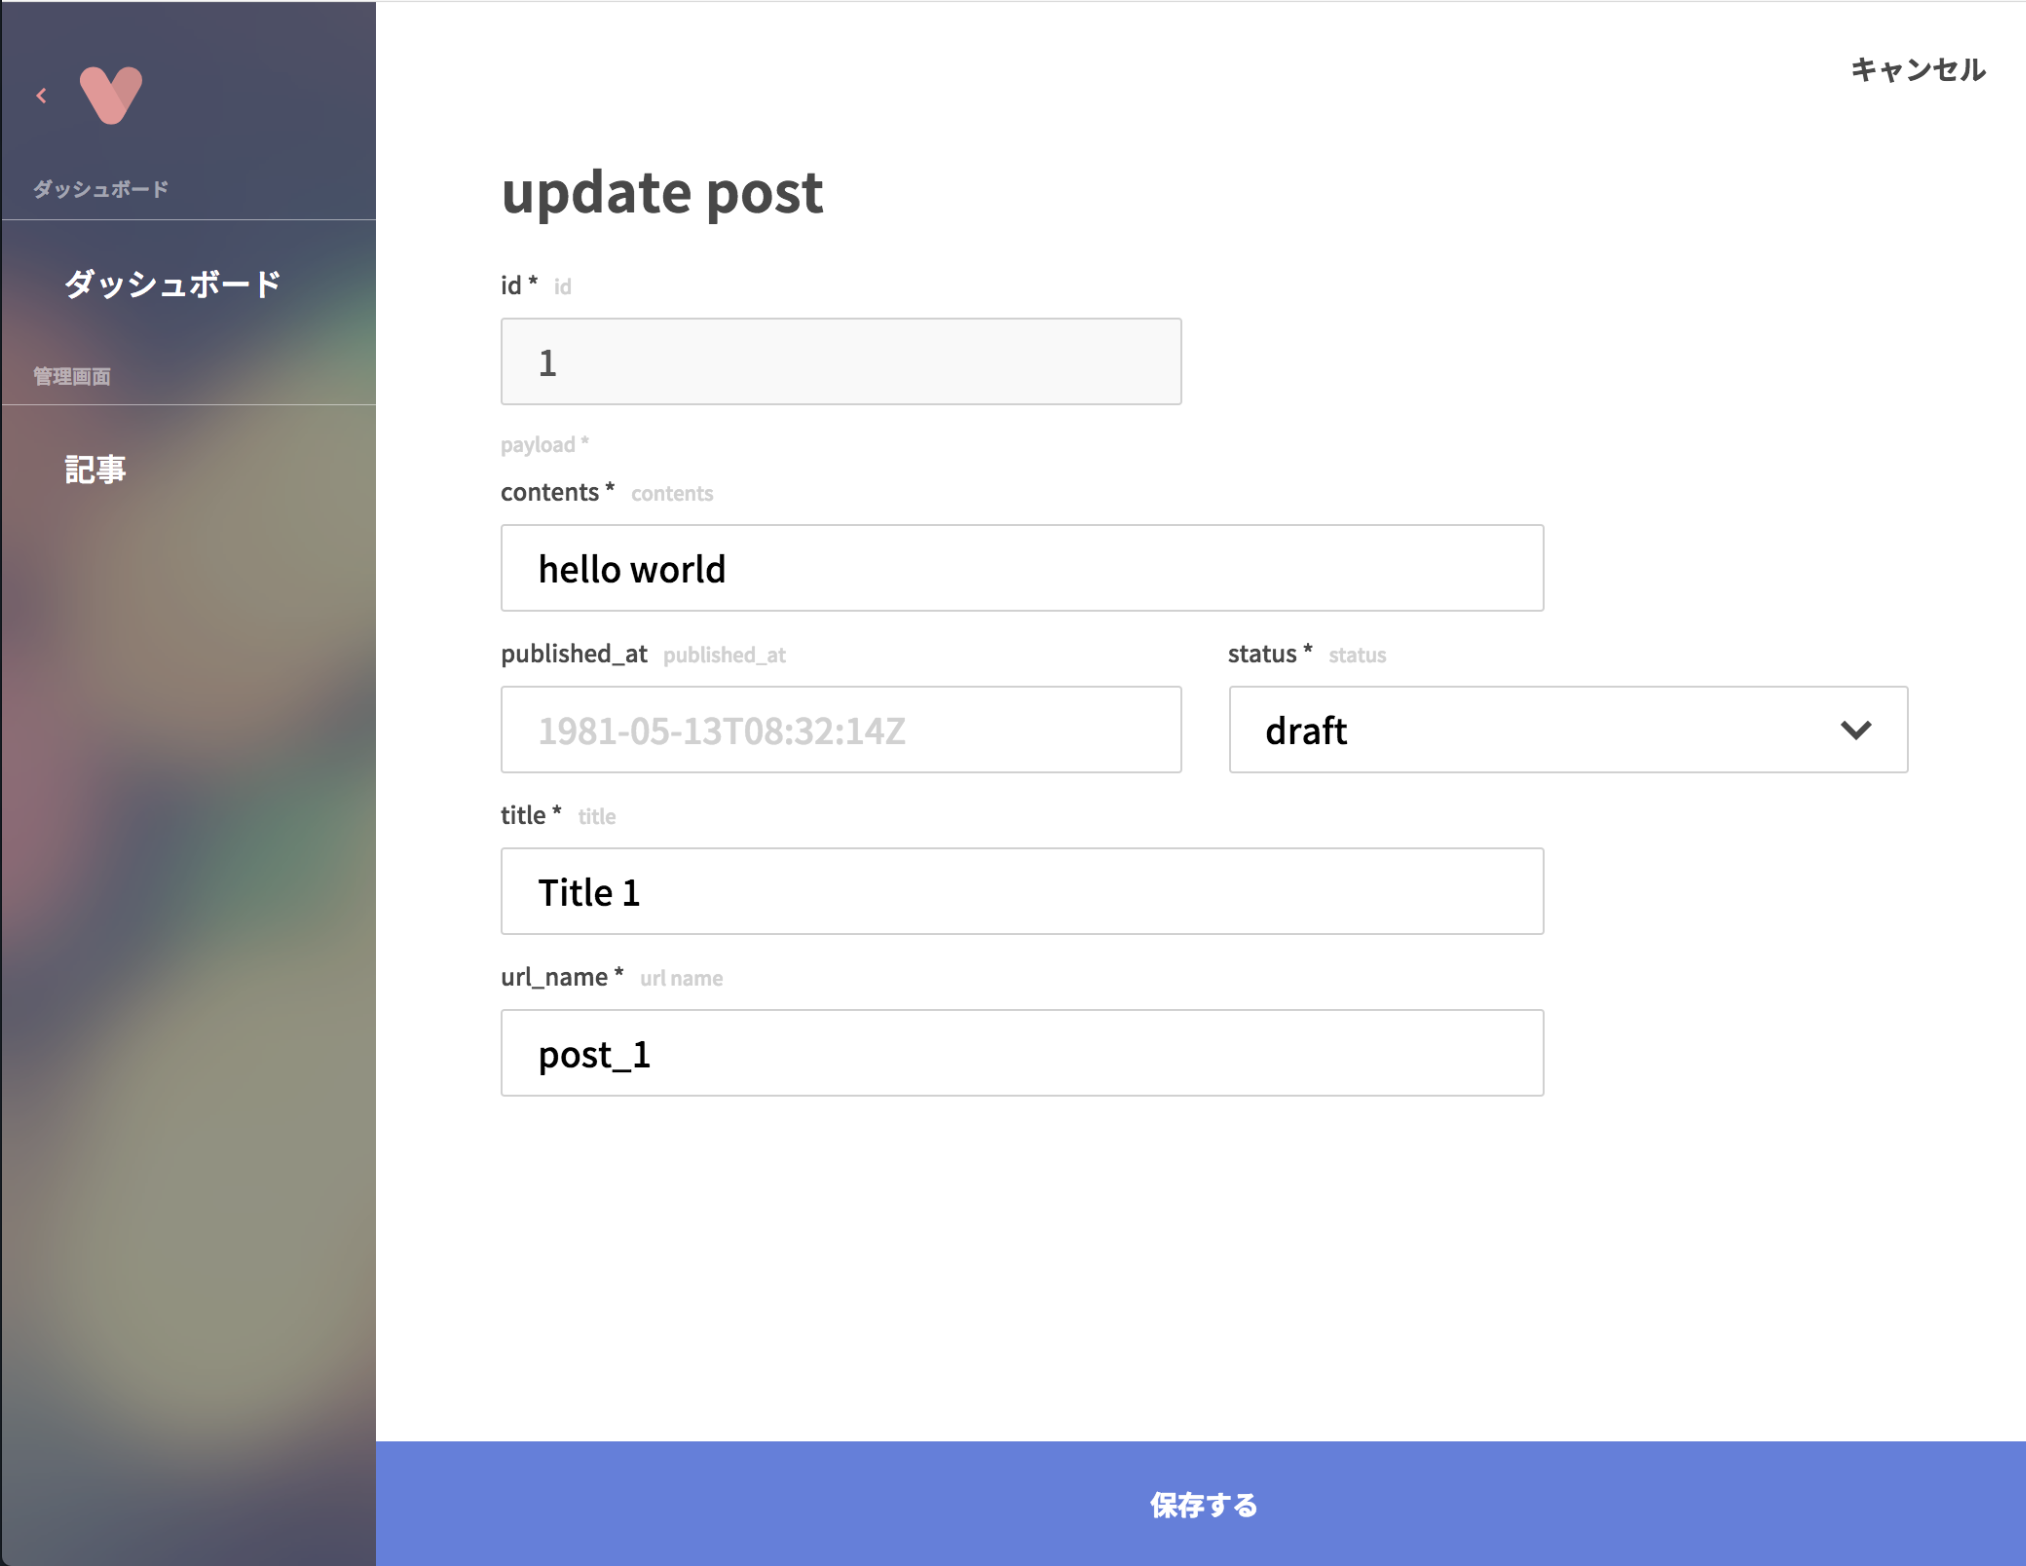 キャンセル
ダッシュボード
ダッシュボード
管理画面
記事
update post
id * id
1
payload *
contents * contents
hello world
published_at published_at
status * status
1981-05-13T08:32:14Z
draft
title * title
Title 1
url_name * url name
post_1
保存する